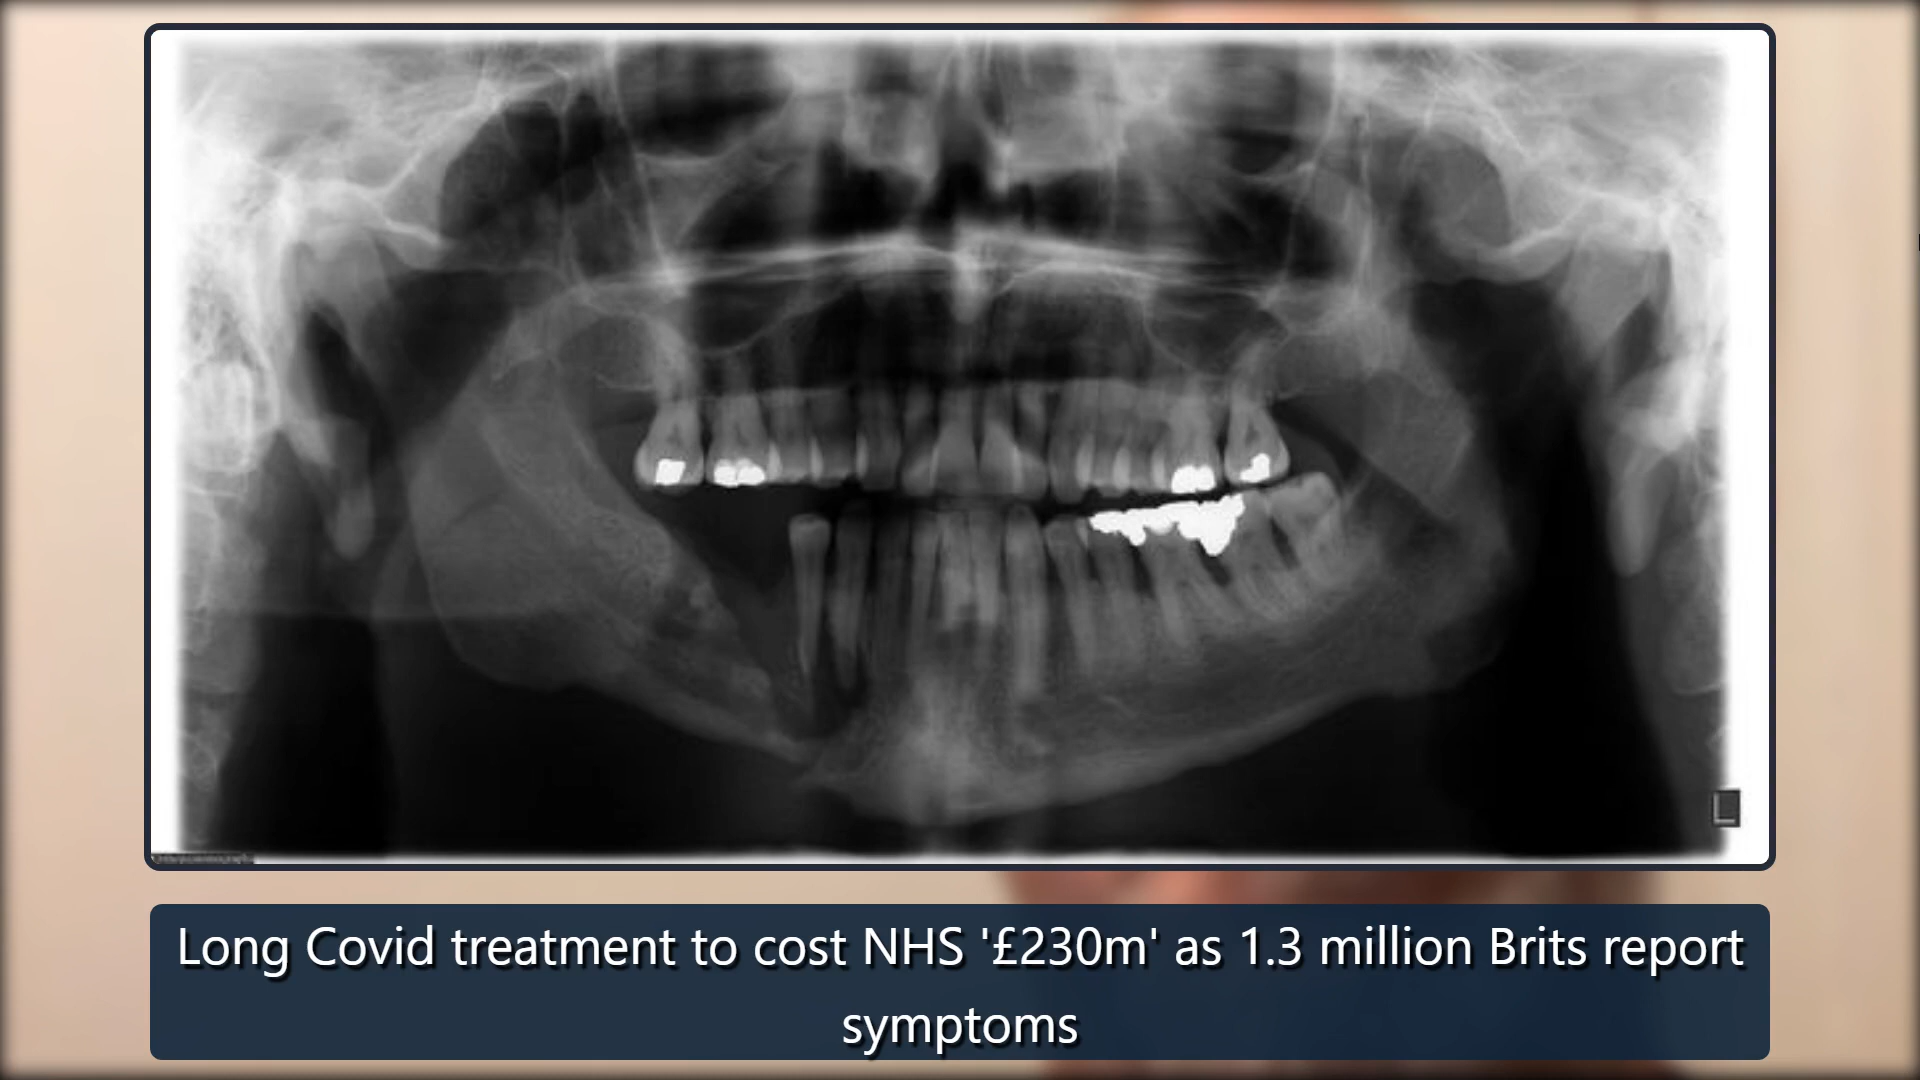 L
Long Covid treatment to cost NHS '£230m' as 1.3 million Brits report
symptoms